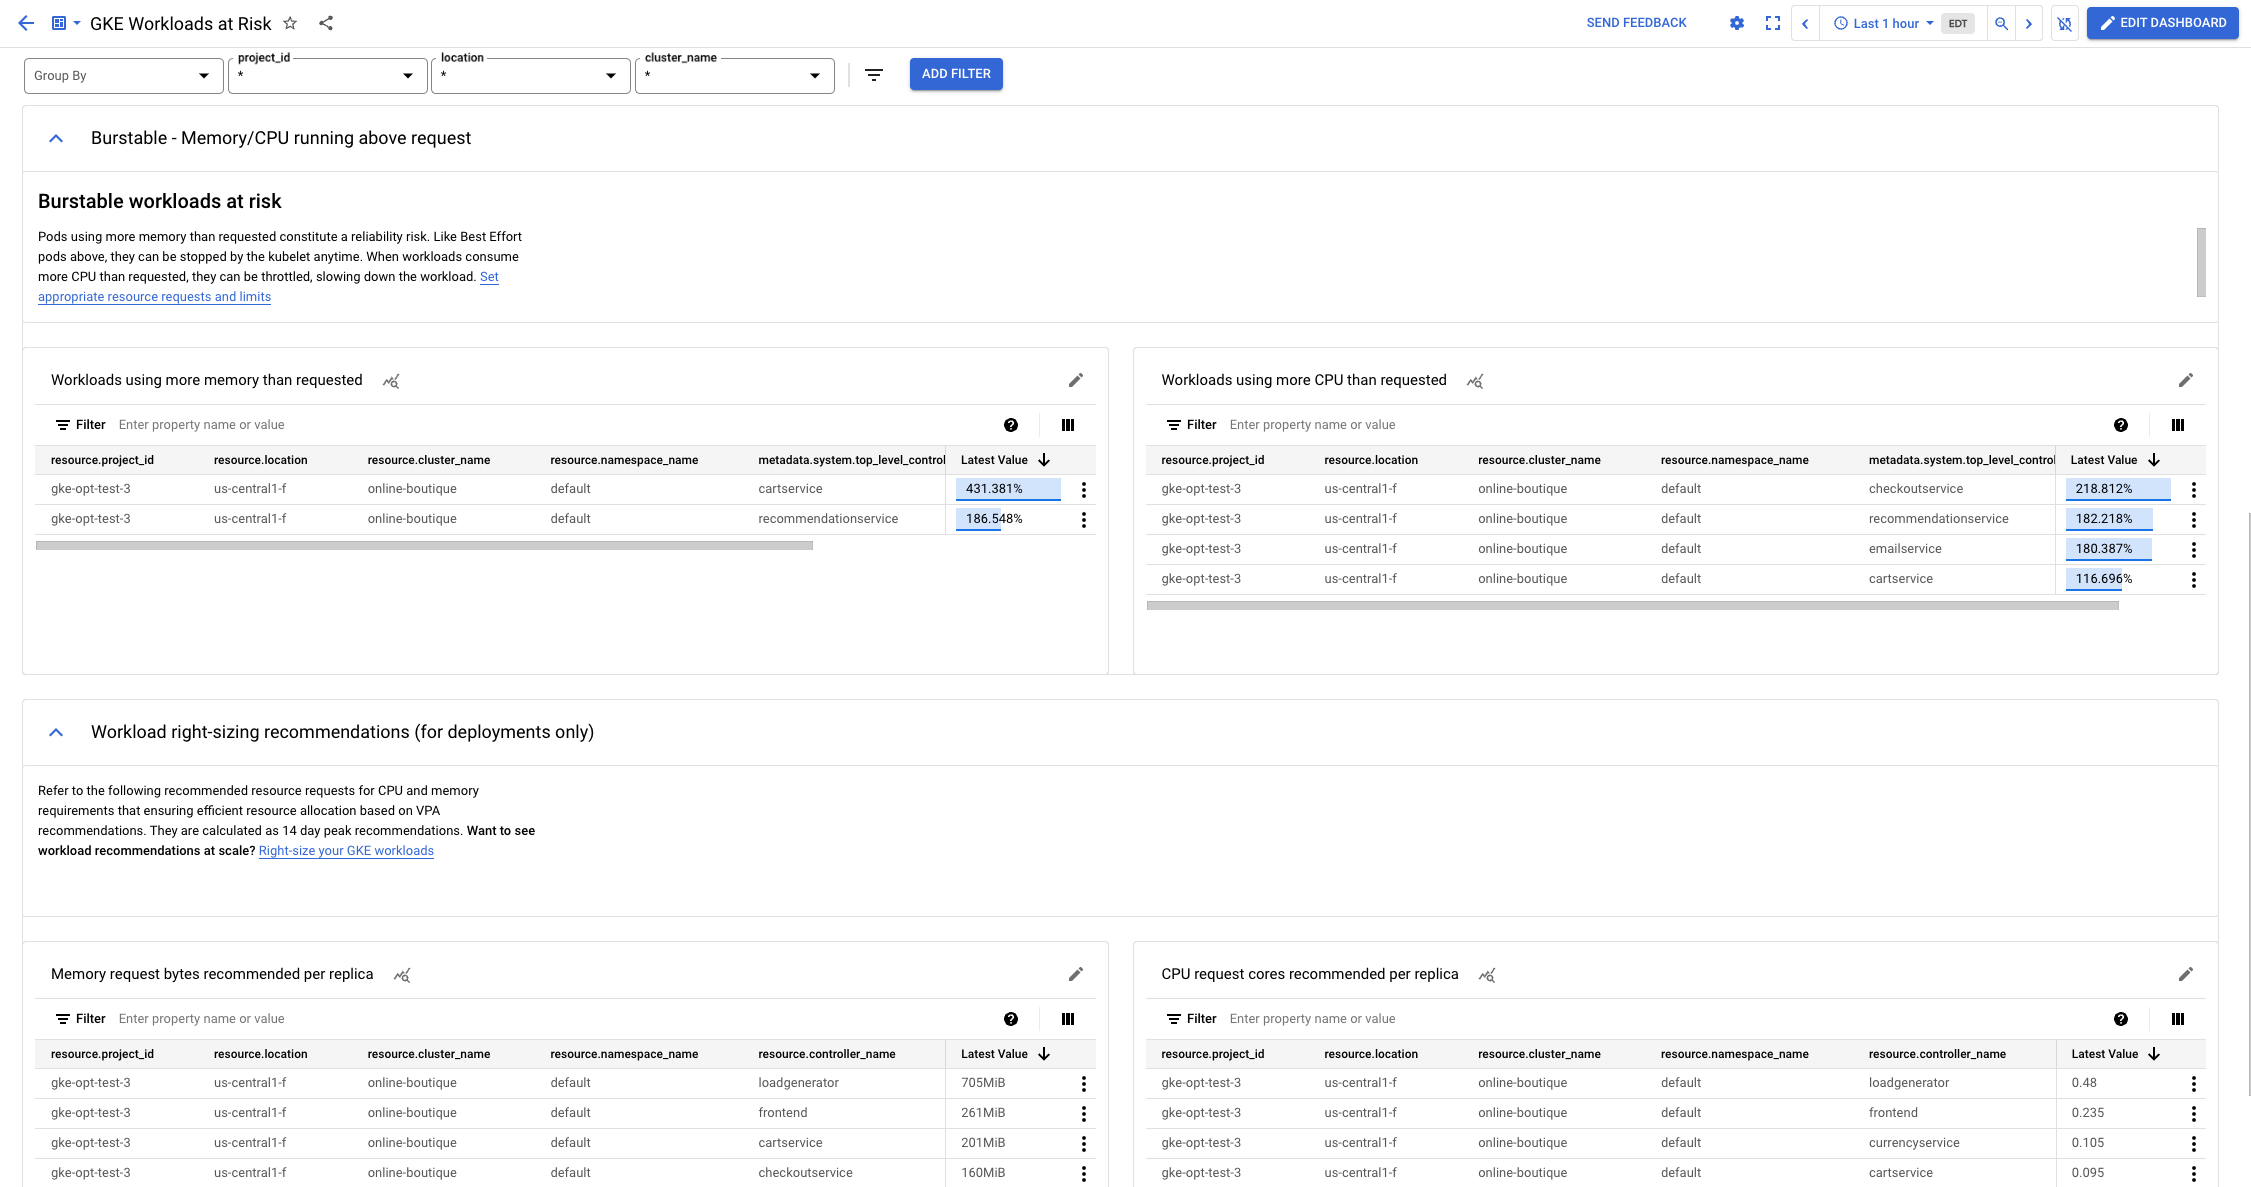 GKE Workloads at Risk
SEND FEEDBACK
Last 1 hour
EDT
EDIT DASHBOARD
Group By
project_id
*
location
*
cluster_name
*
ADD FILTER
Burstable - Memory/CPU running above request
Burstable workloads at risk
Pods using more memory than requested constitute a reliability risk. Like Best Effort
pods above, they can be stopped by the kubelet anytime. When workloads consume
more CPU than requested, they can be throttled, slowing down the workload. Set
appropriate resource requests and limits
Workloads using more memory than requested
Filter Enter property name or value
resource.project_id resource.location resource.cluster_name resource.namespace_name metadata.system.top_level_control Latest Value
gke-opt-test-3 us-central1-f online-boutique default cartservice 431.381%
gke-opt-test-3 us-central1-f online-boutique default recommendationservice 186.548%
Workloads using more CPU than requested
Filter Enter property name or value
resource.project_id resource.location resource.cluster_name resource.namespace_name metadata.system.top_level_control Latest Value
gke-opt-test-3 us-central1-f online-boutique default checkoutservice 218.812%
gke-opt-test-3 us-central1-f online-boutique default recommendationservice 182.218%
gke-opt-test-3 us-central1-f online-boutique default emailservice 180.387%
gke-opt-test-3 us-central1-f online-boutique default cartservice 116.696%
Workload right-sizing recommendations (for deployments only)
Refer to the following recommended resource requests for CPU and memory
requirements that ensuring efficient resource allocation based on VPA
recommendations. They are calculated as 14 day peak recommendations. Want to see
workload recommendations at scale? Right-size your GKE workloads
Memory request bytes recommended per replica
Filter Enter property name or value
resource.project_id resource.location resource.cluster_name resource.namespace_name resource.controller_name Latest Value
gke-opt-test-3 us-central1-f online-boutique default loadgenerator 705MiB
gke-opt-test-3 us-central1-f online-boutique default frontend 261MiB
gke-opt-test-3 us-central1-f online-boutique default cartservice 201MiB
gke-opt-test-3 us-central1-f online-boutique default checkoutservice 160MiB
CPU request cores recommended per replica
Filter Enter property name or value
resource.project_id resource.location resource.cluster_name resource.namespace_name resource.controller_name Latest Value
gke-opt-test-3 us-central1-f online-boutique default loadgenerator 0.48
gke-opt-test-3 us-central1-f online-boutique default frontend 0.235
gke-opt-test-3 us-central1-f online-boutique default currencyservice 0.105
gke-opt-test-3 us-central1-f online-boutique default cartservice 0.095